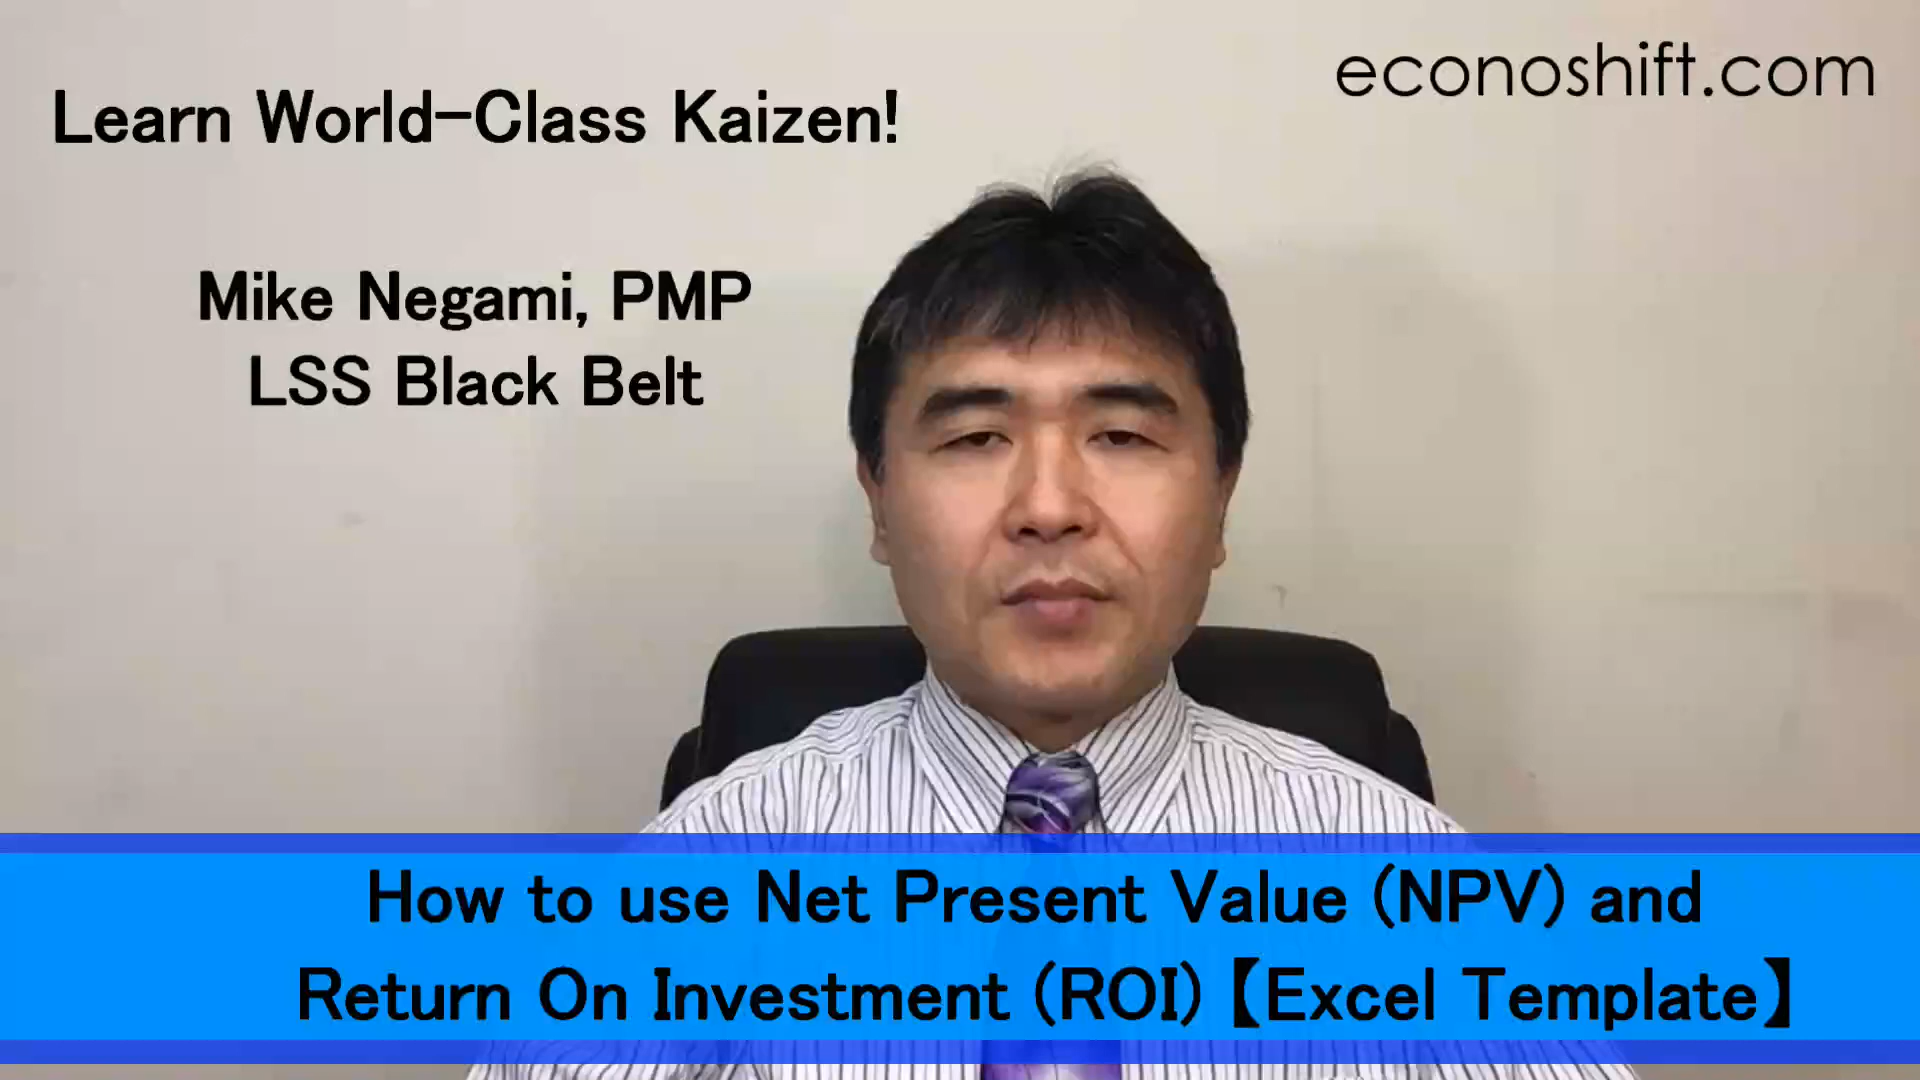 econoshift.com
Learn World-Class Kaizen!
Mike Negami, PMP
LSS Black Belt
How to use Net Present Value (NPV) and
Return On Investment (ROI)【Excel Template】